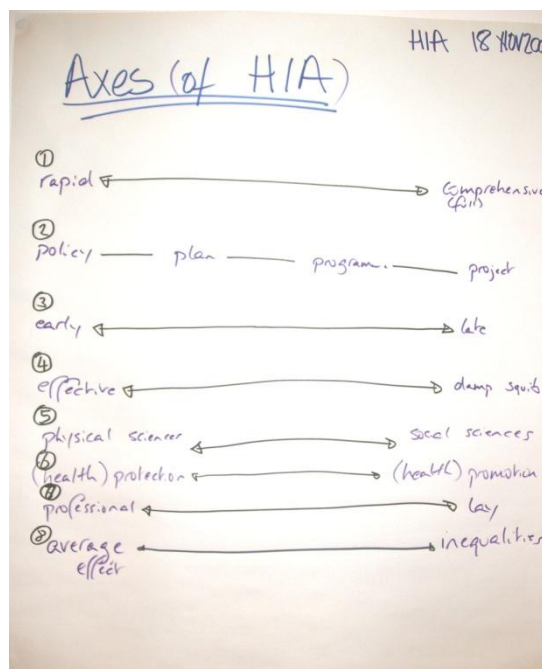 HIA 18 NOV 200
Axes (of HIA)
①
rapid comprehensive
(full)
②
policy plan program. project
③
early late
④
effective damp squib
⑤
physical sciences social sciences
⑥
(health) protection (health) promotion
professional lay
⑧
average inequalities
effect